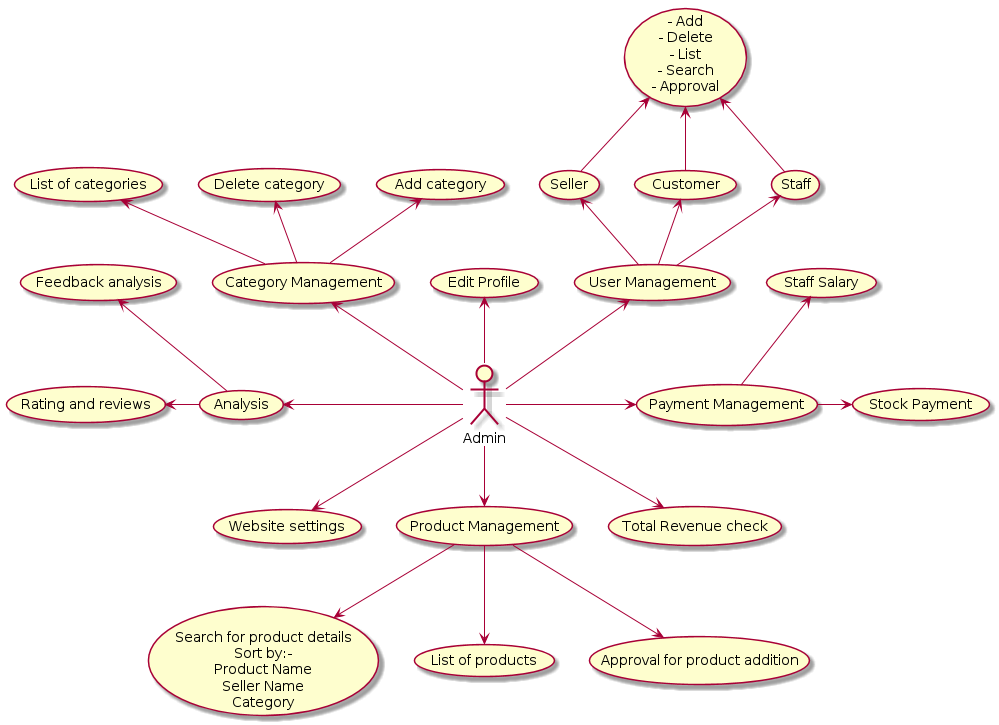 - Add
- Delete
- List
- Search
- Approval
List of categories
Delete category
Add category
Seller
Customer
Staff
Feedback analysis
Category Management
Edit Profile
User Management
Staff Salary
Rating and reviews
Analysis
Payment Management
Stock Payment
Admin
Website settings
Product Management
Total Revenue check
Search for product details
Sort by:-
Product Name
Seller Name
Category
List of products
Approval for product addition